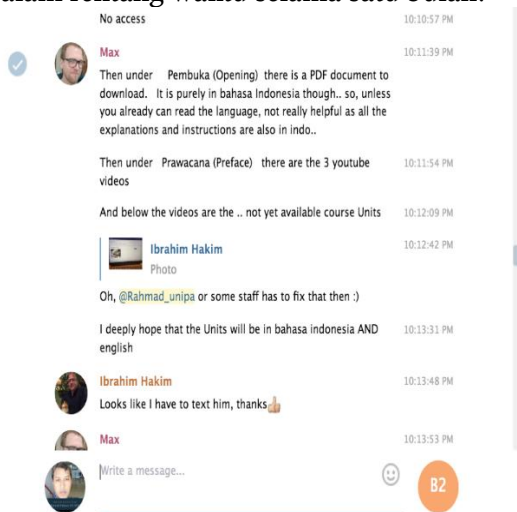 alam rentang waktu selama satu bulan.
No access 10:10:57 PM
Max 10:11:39 PM
Then under Pembuka (Opening) there is a PDF document to
download. It is purely in bahasa Indonesia though.. so, unless
you already can read the language, not really helpful as all the
explanations and instructions are also in indo..
Then under Prawacana (Preface) there are the 3 youtube 10:11:54 PM
videos
And below the videos are the .. not yet available course Units 10:12:09 PM
Ibrahim Hakim 10:12:42 PM
Photo
Oh, @Rahmad_unipa or some staff has to fix that then :)
I deeply hope that the Units will be in bahasa indonesia AND 10:13:31 PM
english
Ibrahim Hakim 10:13:48 PM
Looks like I have to text him, thanks👍
Max 10:13:53 PM
Write a message...
B2